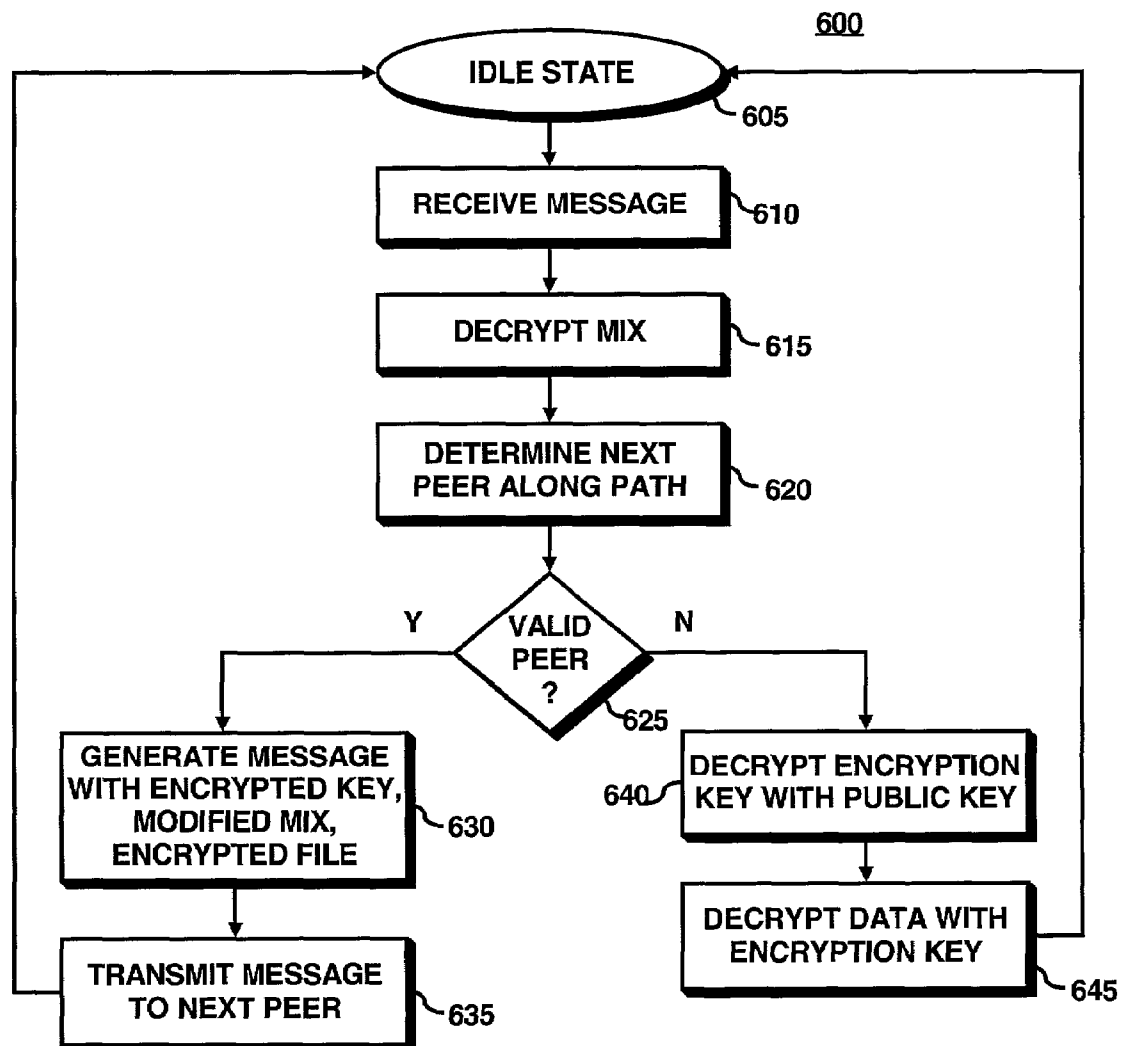 600
IDLE STATE
605
RECEIVE MESSAGE
610
DECRYPT MIX
615
DETERMINE NEXT
PEER ALONG PATH
620
Y
VALID
PEER
?
N
625
GENERATE MESSAGE
WITH ENCRYPTED KEY,
MODIFIED MIX,
ENCRYPTED FILE
630
TRANSMIT MESSAGE
TO NEXT PEER
635
DECRYPT ENCRYPTION
KEY WITH PUBLIC KEY
640
DECRYPT DATA WITH
ENCRYPTION KEY
645